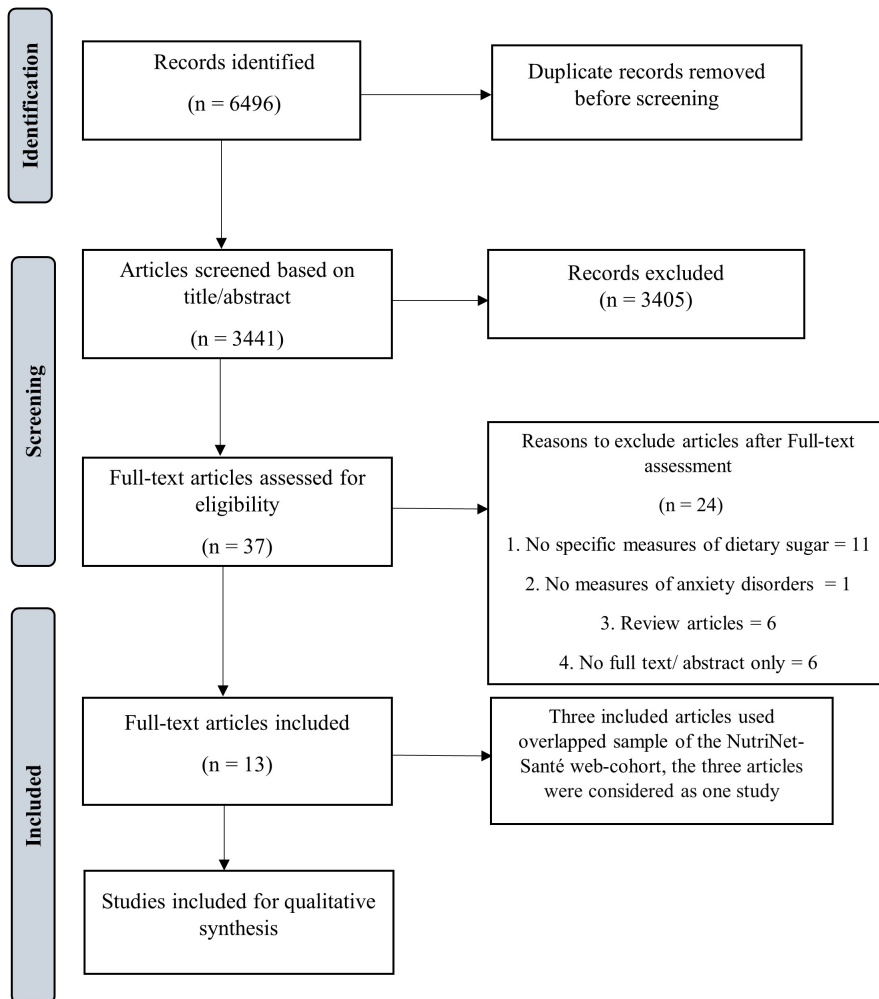 Identification
Records identified
(n = 6496)
Duplicate records removed
before screening
Screening
Articles screened based on
title/abstract
(n = 3441)
Records excluded
(n = 3405)
Full-text articles assessed for
eligibility
(n = 37)
Reasons to exclude articles after Full-text
assessment
(n = 24)
1. No specific measures of dietary sugar = 11
2. No measures of anxiety disorders = 1
3. Review articles = 6
4. No full text/ abstract only = 6
Included
Full-text articles included
(n = 13)
Three included articles used
overlapped sample of the NutriNet-
Santé web-cohort, the three articles
were considered as one study
Studies included for qualitative
synthesis